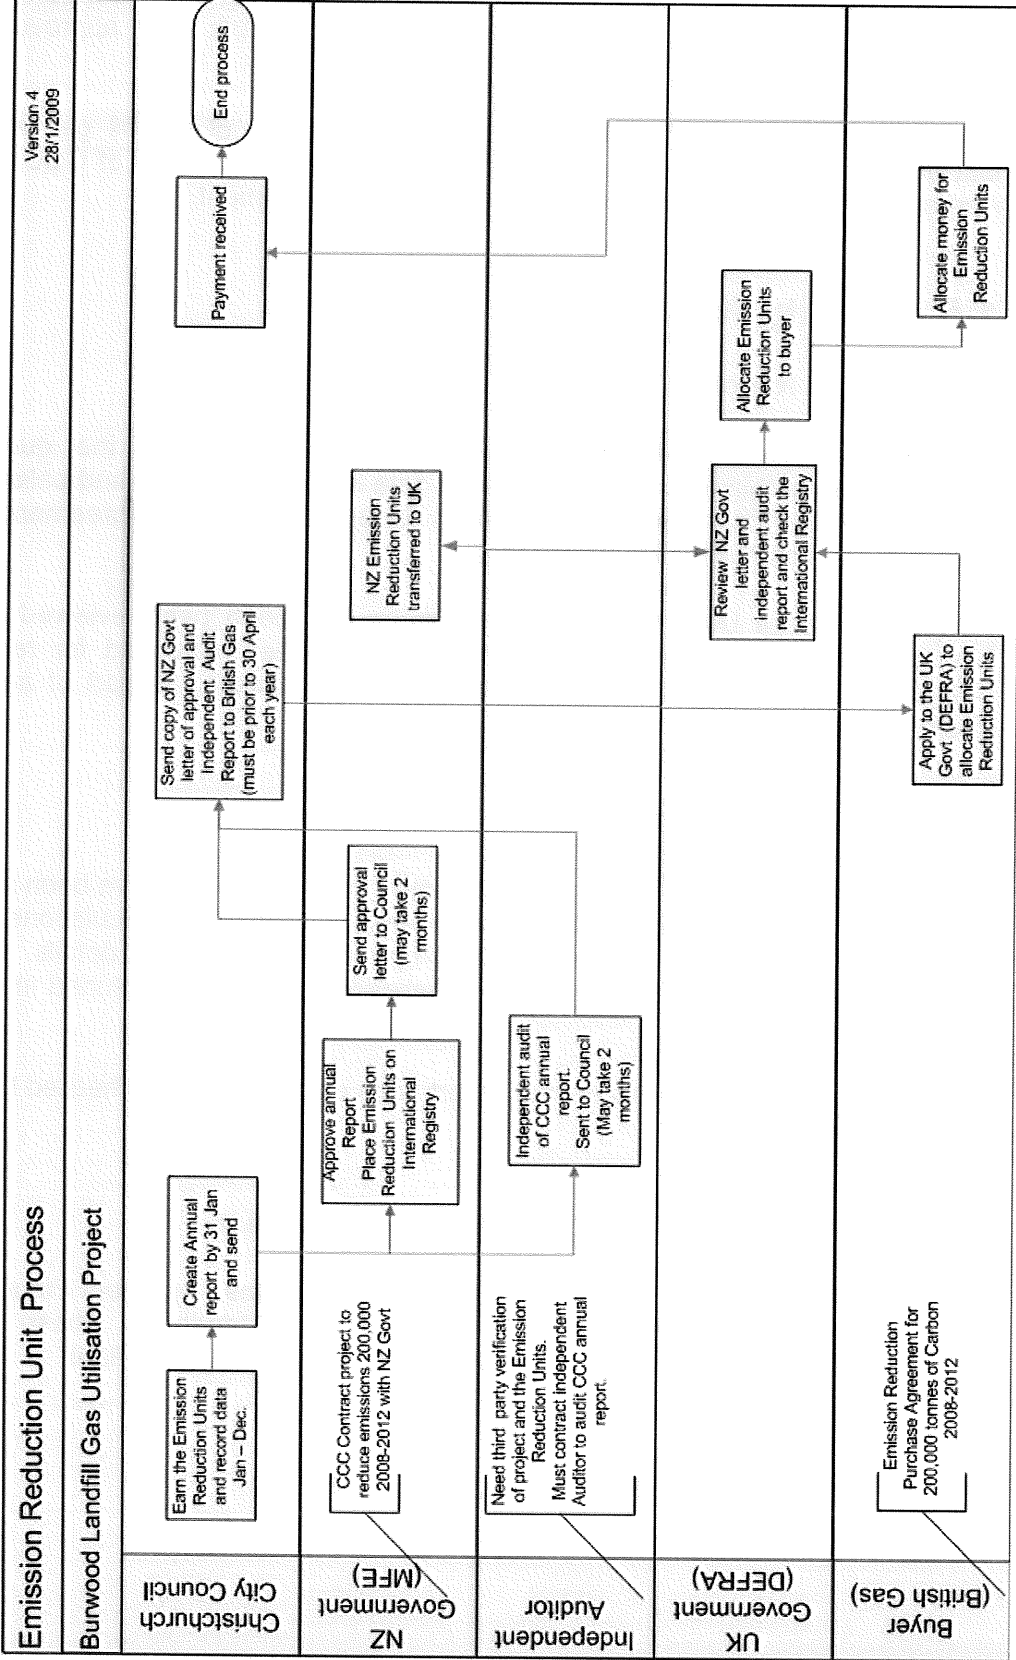 Emission Reduction Unit Process
Version 4
28/1/2009
Burwood Landfill Gas Utilisation Project
Christchurch
City Council
Earn the Emission
Reduction Units
and record data
Jan – Dec.
Create Annual
report by 31 Jan
and send
Send copy of NZ Govt
letter of approval and
Independent Audit
Report to British Gas
(must be prior to 30 April
each year)
Payment received
End process
NZ
Government
(MFE)
CCC Contract project to
reduce emissions 200,000
2008-2012 with NZ Govt
Approve annual
Report
Place Emission
Reduction Units on
International
Registry
Send approval
letter to Council
(may take 2
months)
NZ Emission
Reduction Units
transferred to UK
Independent
Auditor
Need third party verification
of project and the Emission
Reduction Units.
Must contract independent
Auditor to audit CCC annual
report.
Independent audit
of CCC annual
report.
Sent to Council
(May take 2
months)
UK
Government
(DEFRA)
Review NZ Govt
letter and
independent audit
report and check the
International Registry
Allocate Emission
Reduction Units
to buyer
Buyer
(British Gas)
Emission Reduction
Purchase Agreement for
200,000 tonnes of Carbon
2008-2012
Apply to the UK
Govt (DEFRA) to
allocate Emission
Reduction Units
Allocate money for
Emission
Reduction Units